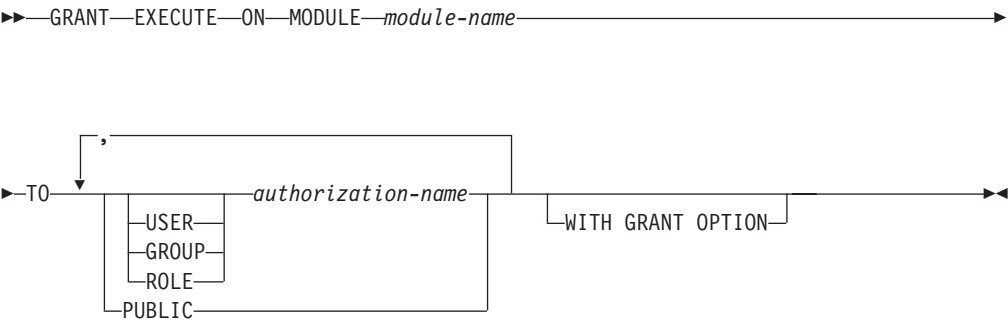 GRANT EXECUTE ON MODULE module-name
,
TO authorization-name WITH GRANT OPTION
USER
GROUP
ROLE
PUBLIC